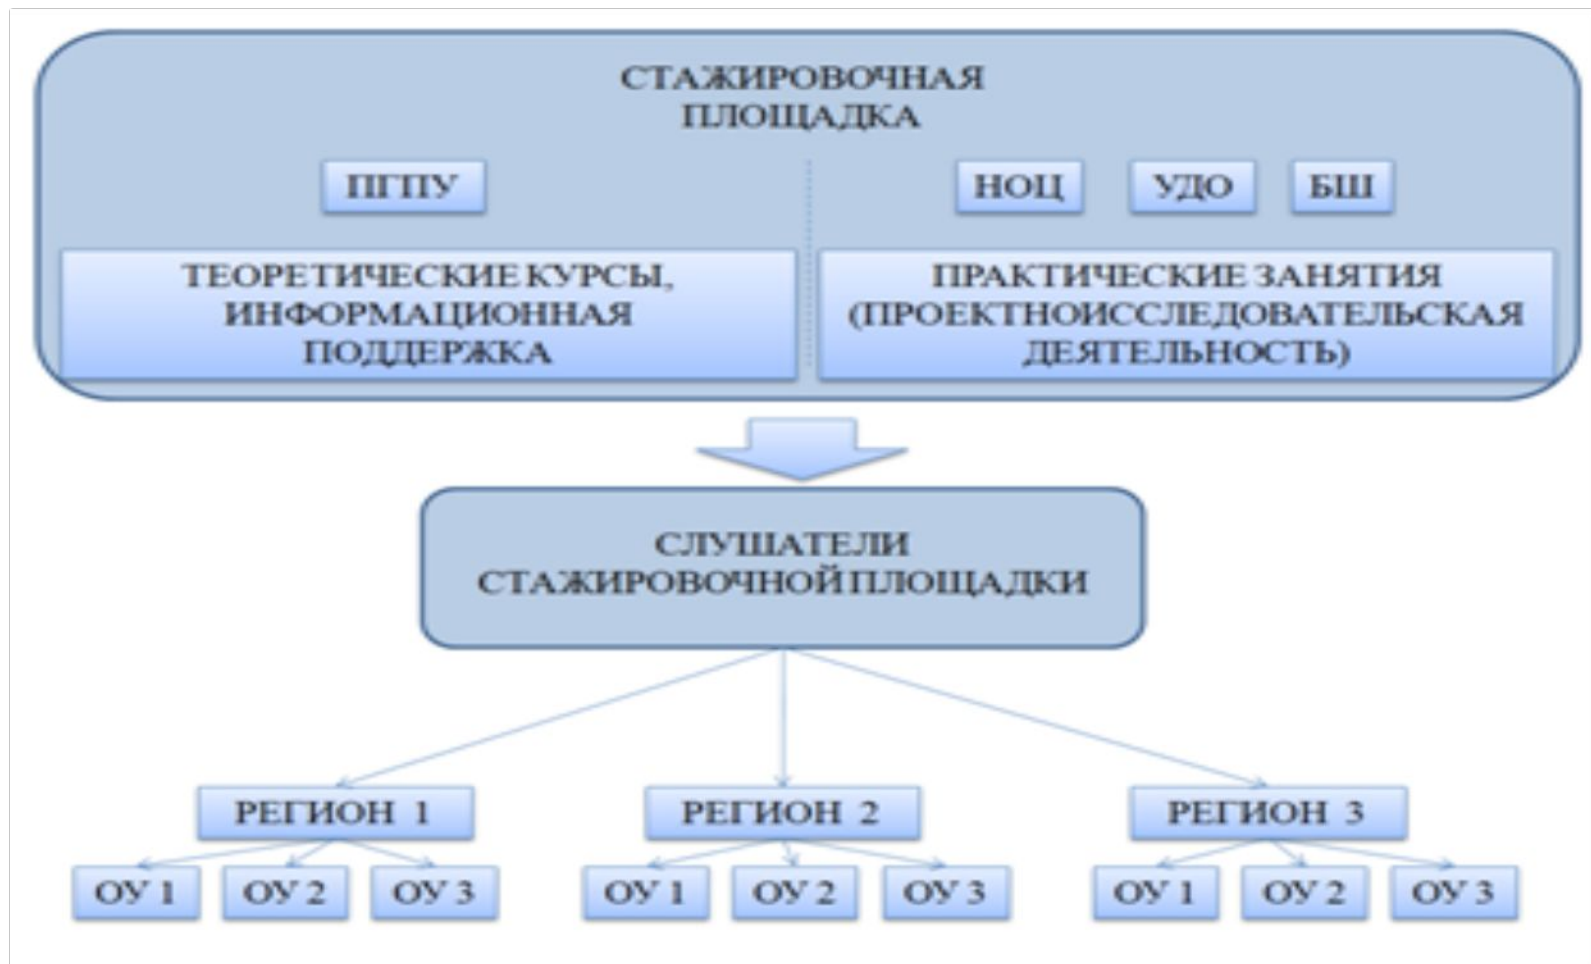 СТАЖИРОВОЧНАЯ
ПЛОЩАДКА
ПГПУ
НОЦ УДО БШ
ТЕОРЕТИЧЕСКИЕ КУРСЫ,
ИНФОРМАЦИОННАЯ
ПОДДЕРЖКА
ПРАКТИЧЕСКИЕ ЗАНЯТИЯ
(ПРОЕКТНОИССЛЕДОВАТЕЛЬСКАЯ
ДЕЯТЕЛЬНОСТЬ)
СЛУШАТЕЛИ
СТАЖИРОВОЧНОЙ ПЛОЩАДКИ
РЕГИОН 1 РЕГИОН 2 РЕГИОН 3
ОУ 1 ОУ 2 ОУ 3 ОУ 1 ОУ 2 ОУ 3 ОУ 1 ОУ 2 ОУ 3